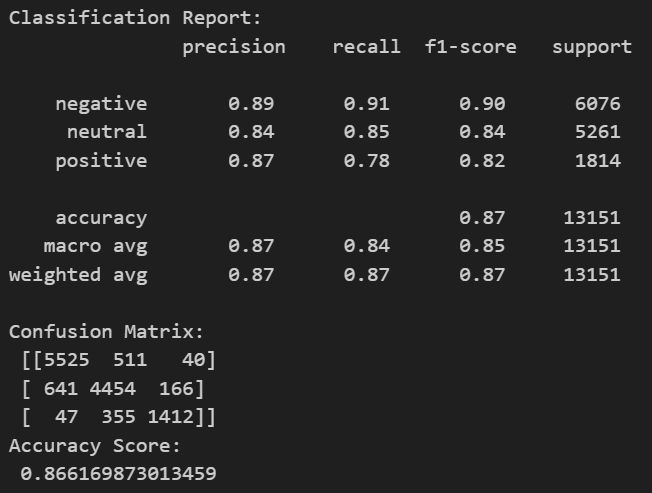 Classification Report:
              precision    recall  f1-score   support

    negative       0.89      0.91      0.90      6076
     neutral       0.84      0.85      0.84      5261
    positive       0.87      0.78      0.82      1814

    accuracy                           0.87     13151
   macro avg       0.87      0.84      0.85     13151
weighted avg       0.87      0.87      0.87     13151

Confusion Matrix:
 [[5525  511   40]
 [ 641 4454  166]
 [  47  355 1412]]
Accuracy Score:
 0.866169873013459